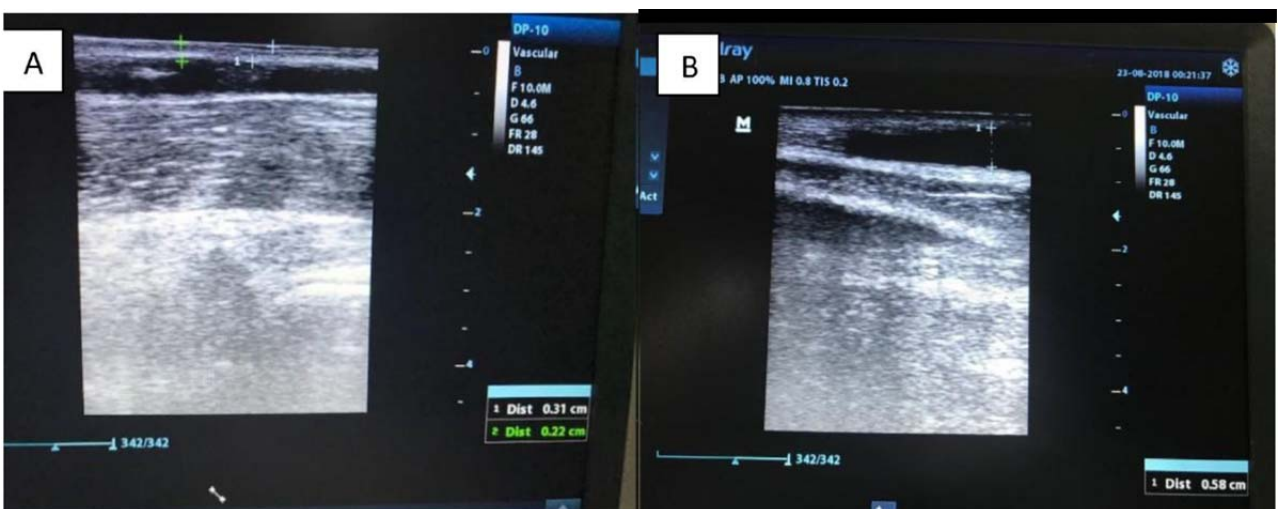 A
DP-10
Vascular
B
F 10.0M
D 4.6
G 66
FR 28
DR 145
0
1
2
4
1 Dist 0.31 cm
2 Dist 0.22 cm
342/342
B
lray
AP 100% MI 0.8 TIS 0.2
23-08-2018 00:21:37
M
DP-10
Vascular
B
F 10.0M
D 4.6
G 66
FR 28
DR 145
Act
0
1
2
4
342/342
1 Dist 0.58 cm